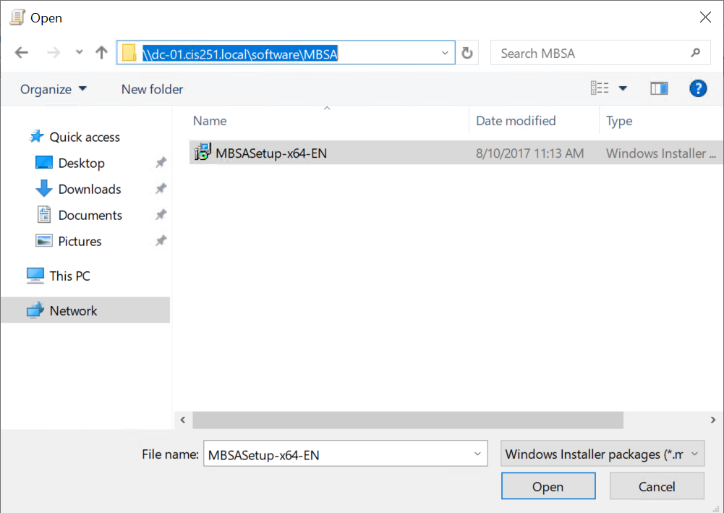 Open
\\dc-01.cis251.local\software\MBSA
Search MBSA
Organize
New folder
Name
Date modified
Type
Quick access
Desktop
Downloads
Documents
Pictures
This PC
Network
MBSASetup-x64-EN
8/10/2017 11:13 AM
Windows Installer ...
File name:
MBSASetup-x64-EN
Windows Installer packages (*.m
Open
Cancel